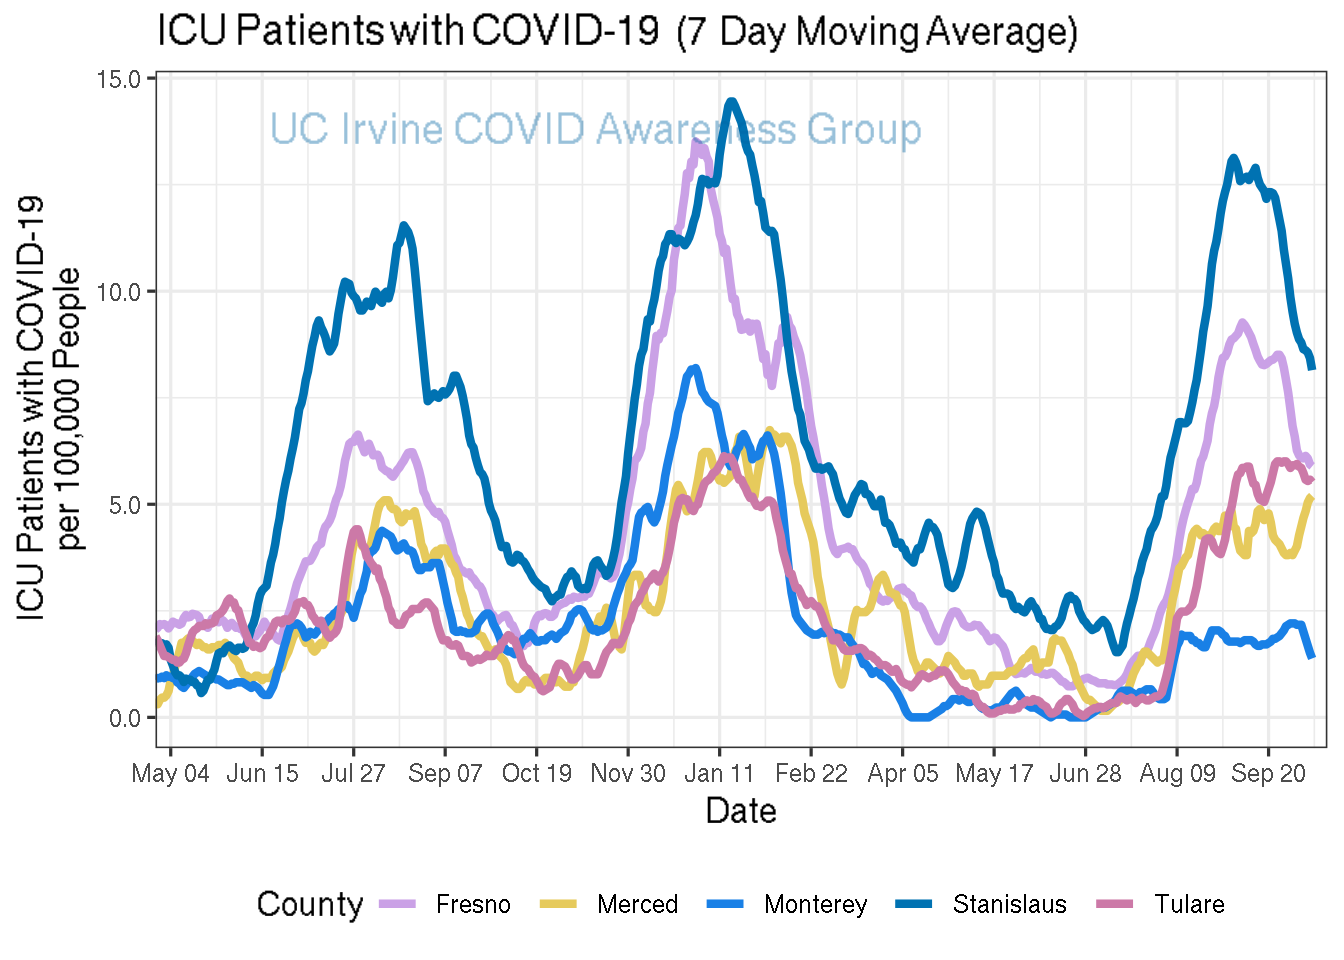 ICU Patients with COVID-19 (7 Day Moving Average)
UC Irvine COVID Awareness Group
ICU Patients with COVID-19
per 100,000 People
15.0
10.0
5.0
0.0
May 04 Jun 15 Jul 27 Sep 07 Oct 19 Nov 30 Jan 11 Feb 22 Apr 05 May 17 Jun 28 Aug 09 Sep 20
Date
County Fresno Merced Monterey Stanislaus Tulare